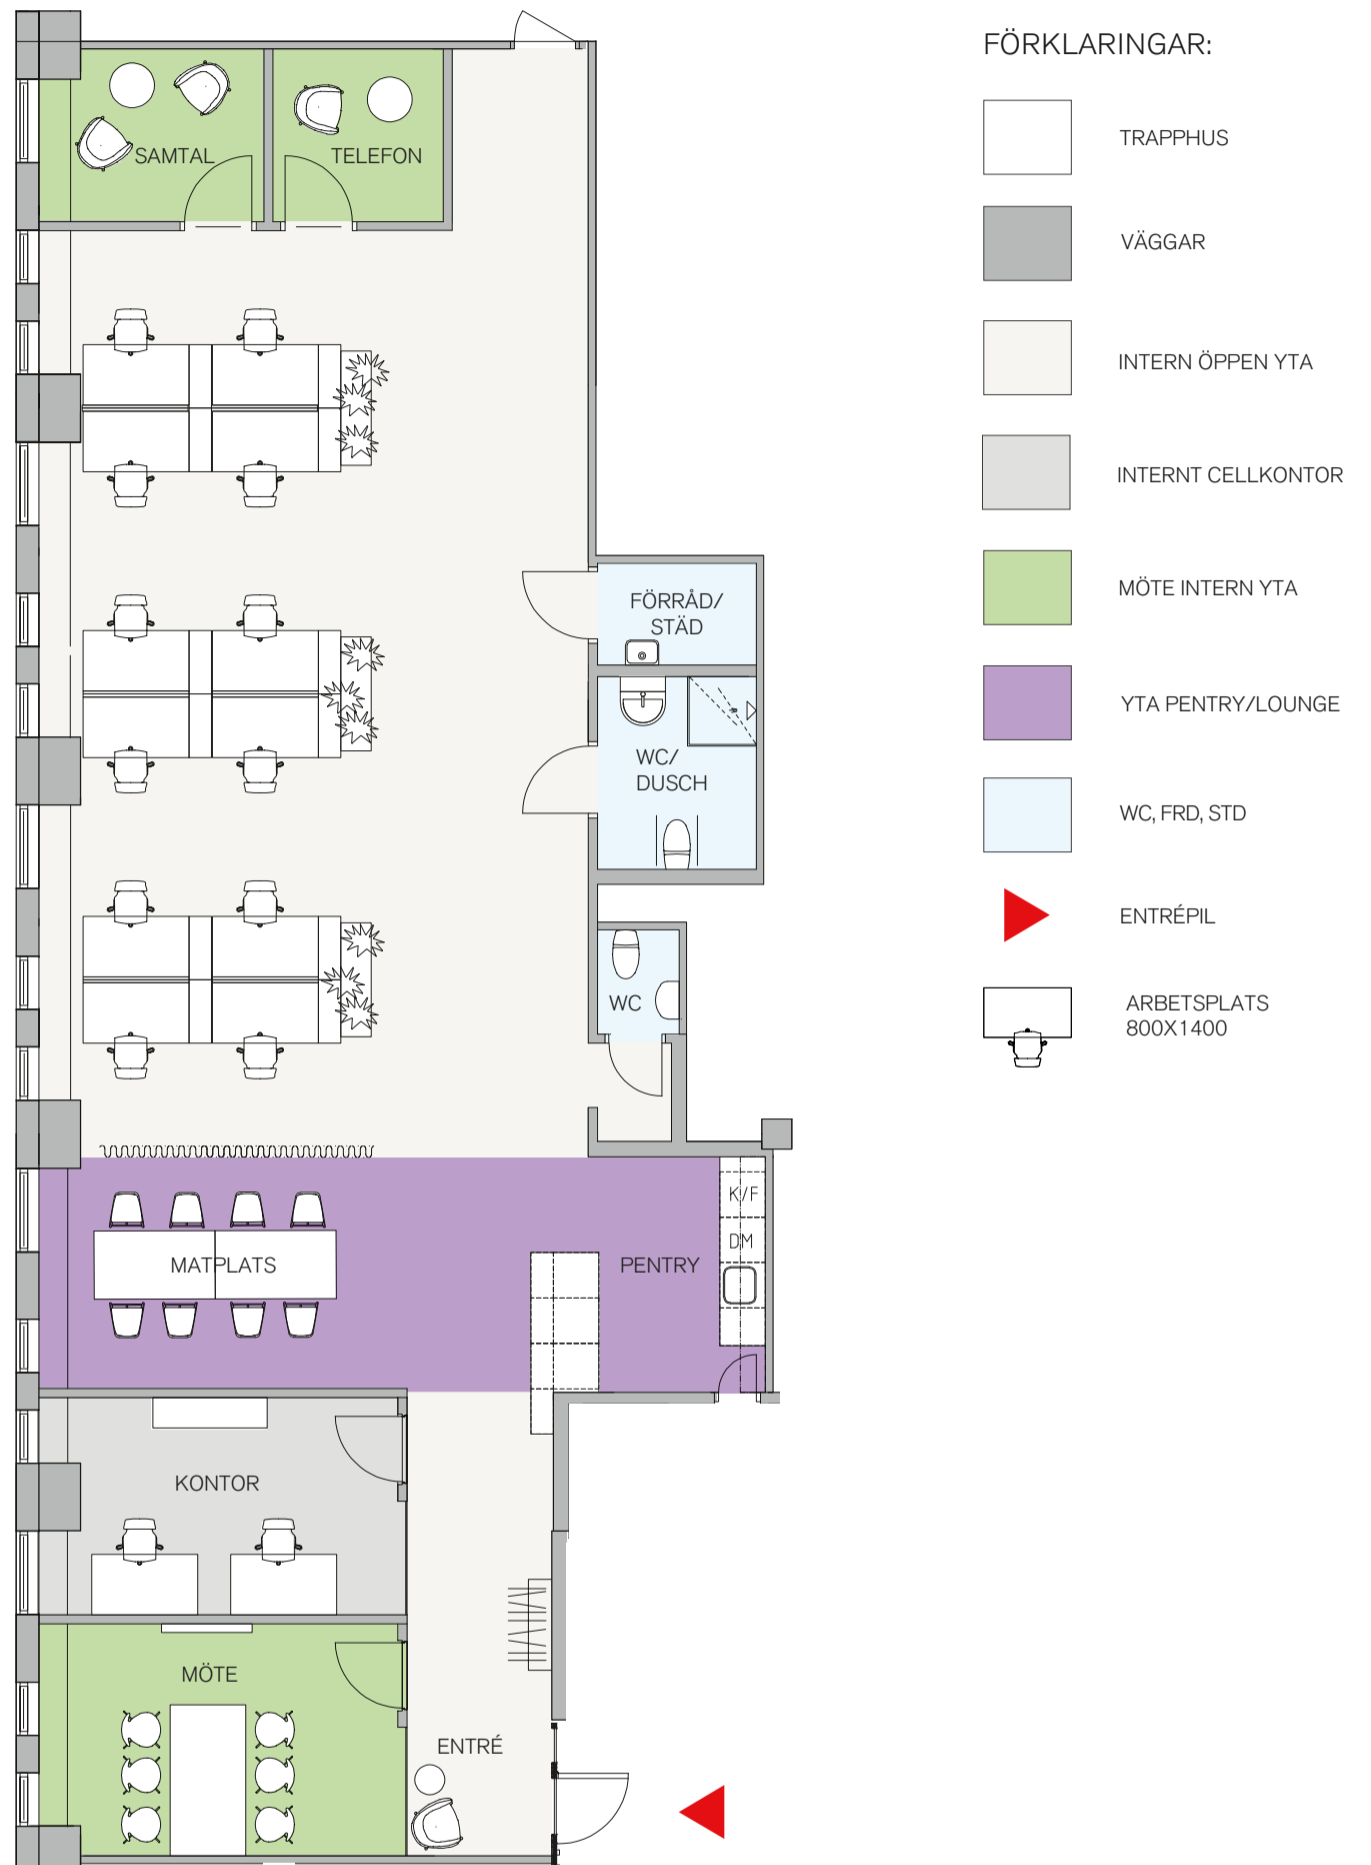 SAMTAL
TELEFON
FÖRRÅD/
STÄD
WC/
DUSCH
WC
K/F
DM
MATPLATS
PENTRY
KONTOR
MÖTE
ENTRÉ
FÖRKLARINGAR:
TRAPPHUS
VÄGGAR
INTERN ÖPPEN YTA
INTERNT CELLKONTOR
MÖTE INTERN YTA
YTA PENTRY/LOUNGE
WC, FRD, STD
ENTRÉPIL
ARBETSPLATS
800X1400